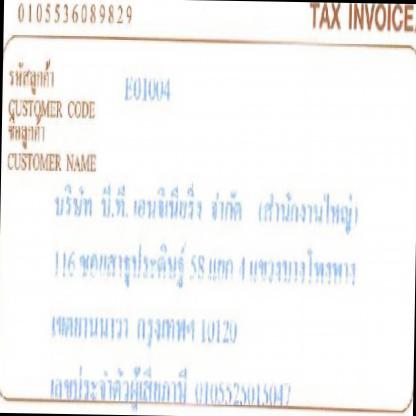 0105536089829 TAX INVOICE
รหัสลูกค้า E01004
CUSTOMER CODE
ชื่อลูกค้า
CUSTOMER NAME
บริษัท บี.ที. เอนจิเนียริ่ง จำกัด (สำนักงานใหญ่)
116 ซอยสาธุประดิษฐ์ 58 แยก 4 แขวงบางโพงพาง
เขตยานนาวา กรุงเทพฯ 10120
เลขประจำตัวผู้เสียภาษี 0105525015047